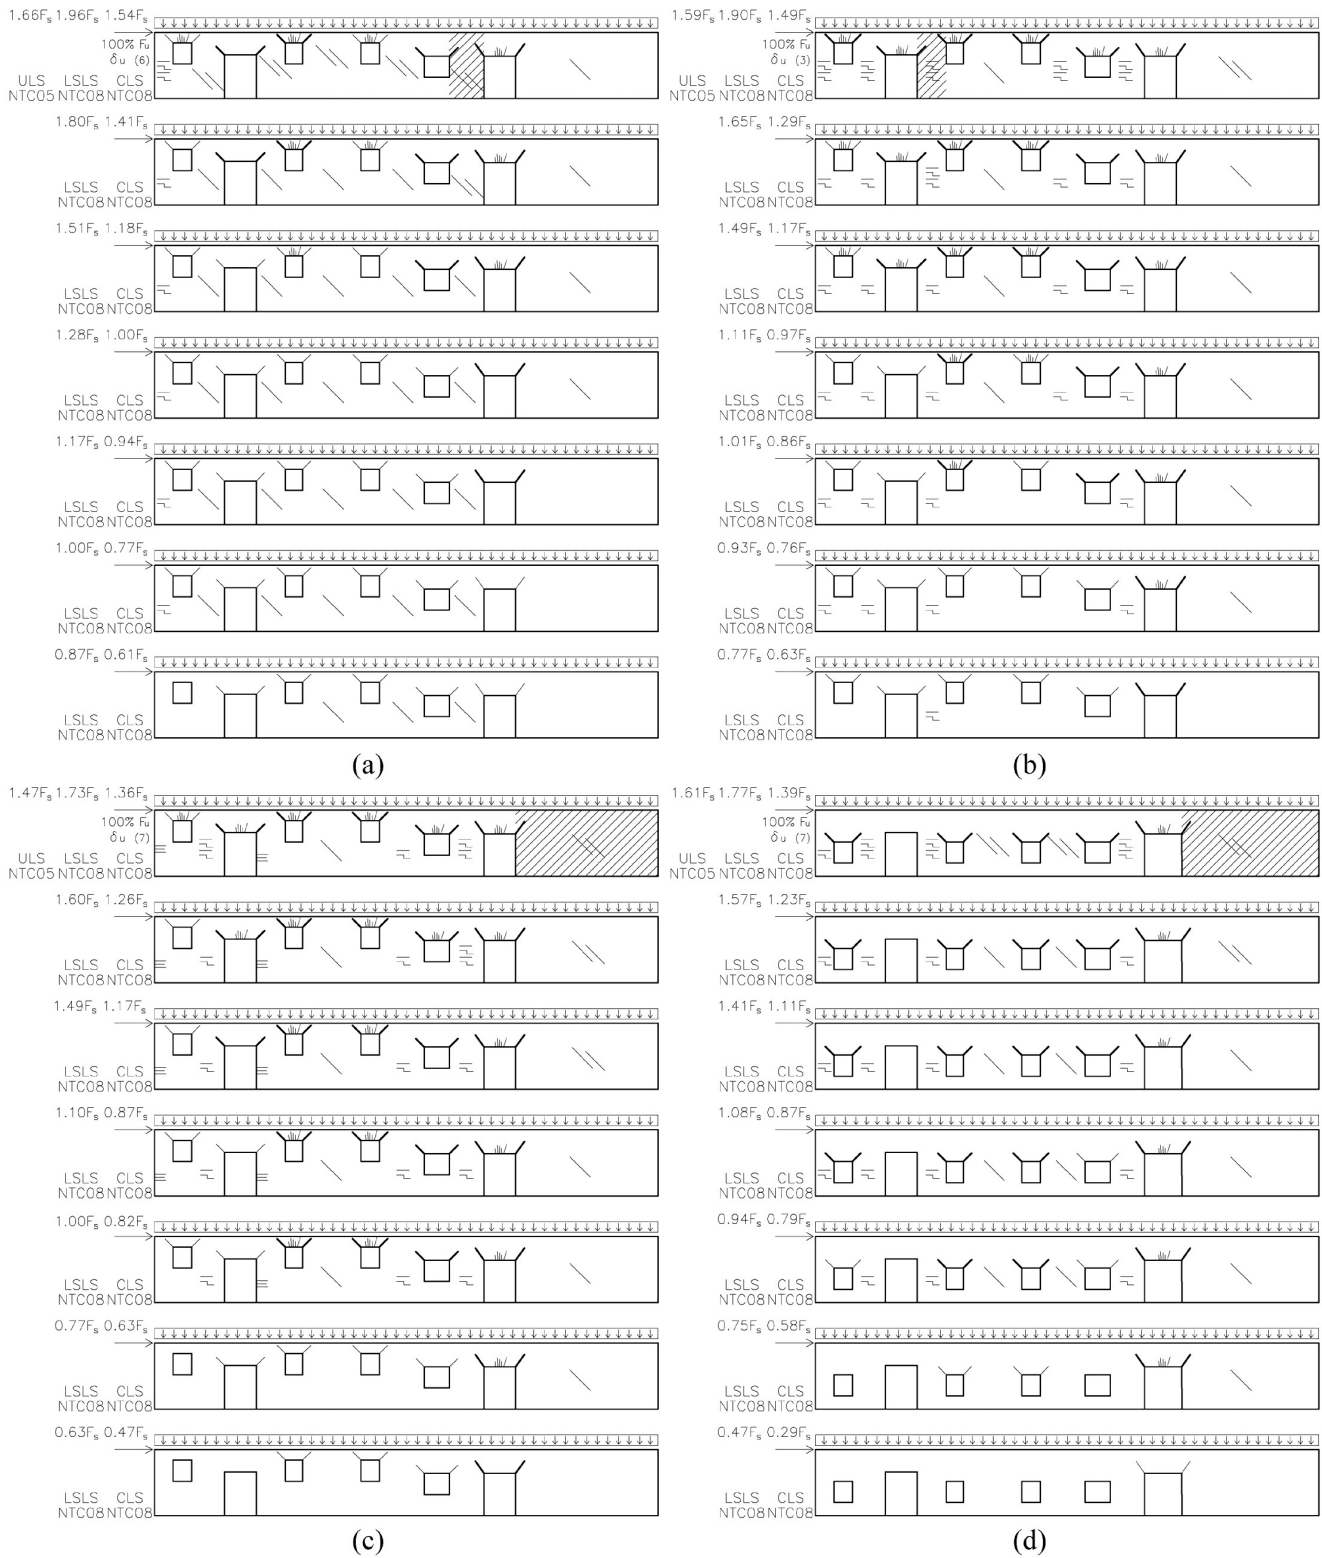 1.66Fs 1.96Fs 1.54Fs
100% Fu
δu (6)
ULS LSLS CLS
NTC05 NTC08 NTC08
1.80Fs 1.41Fs
LSLS CLS
NTC08 NTC08
1.51Fs 1.18Fs
LSLS CLS
NTC08 NTC08
1.28Fs 1.00Fs
LSLS CLS
NTC08 NTC08
1.17Fs 0.94Fs
LSLS CLS
NTC08 NTC08
1.00Fs 0.77Fs
LSLS CLS
NTC08 NTC08
0.87Fs 0.61Fs
LSLS CLS
NTC08 NTC08
(a)
1.59Fs 1.90Fs 1.49Fs
100% Fu
δu (3)
ULS LSLS CLS
NTC05 NTC08 NTC08
1.65Fs 1.29Fs
LSLS CLS
NTC08 NTC08
1.49Fs 1.17Fs
LSLS CLS
NTC08 NTC08
1.11Fs 0.97Fs
LSLS CLS
NTC08 NTC08
1.01Fs 0.86Fs
LSLS CLS
NTC08 NTC08
0.93Fs 0.76Fs
LSLS CLS
NTC08 NTC08
0.77Fs 0.63Fs
LSLS CLS
NTC08 NTC08
(b)
1.47Fs 1.73Fs 1.36Fs
100% Fu
δu (7)
ULS LSLS CLS
NTC05 NTC08 NTC08
1.60Fs 1.26Fs
LSLS CLS
NTC08 NTC08
1.49Fs 1.17Fs
LSLS CLS
NTC08 NTC08
1.10Fs 0.87Fs
LSLS CLS
NTC08 NTC08
1.00Fs 0.82Fs
LSLS CLS
NTC08 NTC08
0.77Fs 0.63Fs
LSLS CLS
NTC08 NTC08
0.63Fs 0.47Fs
LSLS CLS
NTC08 NTC08
(c)
1.61Fs 1.77Fs 1.39Fs
100% Fu
δu (7)
ULS LSLS CLS
NTC05 NTC08 NTC08
1.57Fs 1.23Fs
LSLS CLS
NTC08 NTC08
1.41Fs 1.11Fs
LSLS CLS
NTC08 NTC08
1.08Fs 0.87Fs
LSLS CLS
NTC08 NTC08
0.94Fs 0.79Fs
LSLS CLS
NTC08 NTC08
0.75Fs 0.58Fs
LSLS CLS
NTC08 NTC08
0.47Fs 0.29Fs
LSLS CLS
NTC08 NTC08
(d)